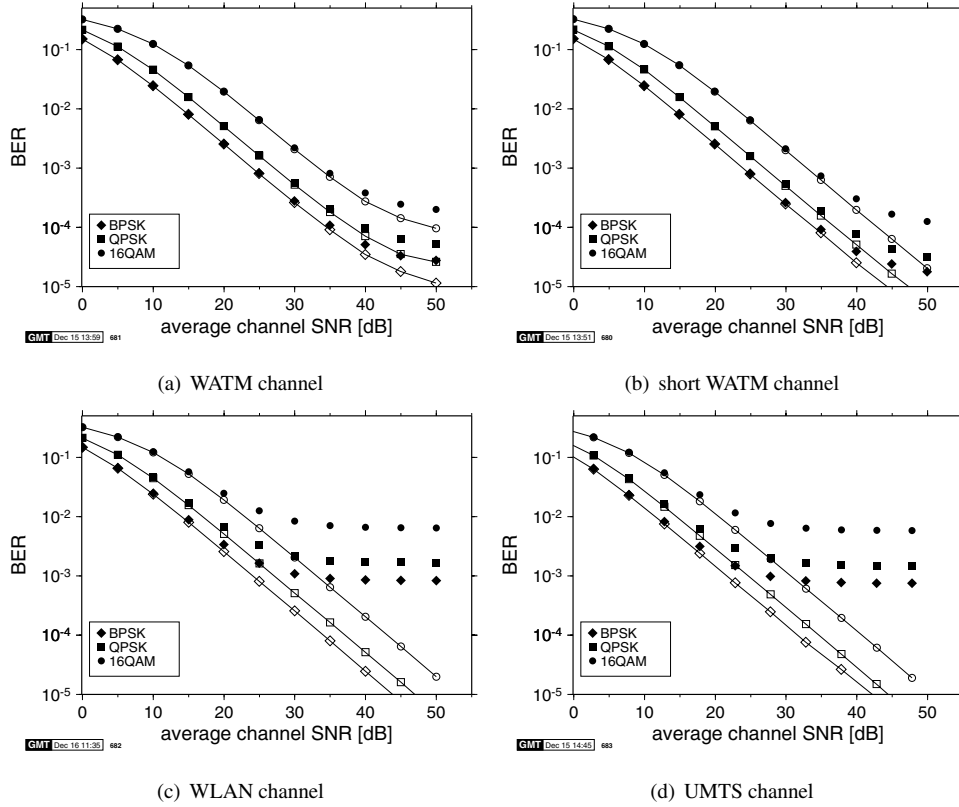 10-1
10-2
10-3
10-4
10-5
BER
BPSK
QPSK
16QAM
0 10 20 30 40 50
average channel SNR [dB]
GMT Dec 15 13:59 681
(a) WATM channel
10-1
10-2
10-3
10-4
10-5
BER
BPSK
QPSK
16QAM
0 10 20 30 40 50
average channel SNR [dB]
GMT Dec 15 13:51 680
(b) short WATM channel
10-1
10-2
10-3
10-4
10-5
BER
BPSK
QPSK
16QAM
0 10 20 30 40 50
average channel SNR [dB]
GMT Dec 16 11:35 682
(c) WLAN channel
10-1
10-2
10-3
10-4
10-5
BER
BPSK
QPSK
16QAM
0 10 20 30 40 50
average channel SNR [dB]
GMT Dec 15 14:45 683
(d) UMTS channel